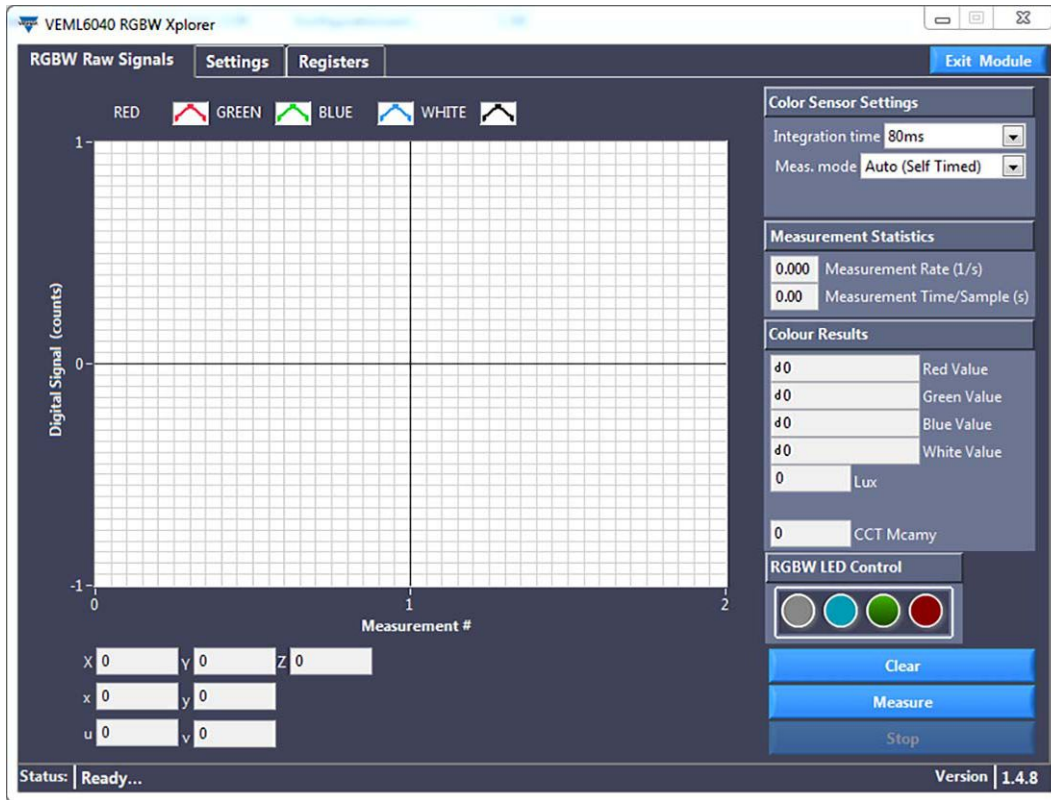 VEML6040 RGBW Xplorer
RGBW Raw Signals Settings Registers Exit Module
RED GREEN BLUE WHITE
1
0
-1
Digital Signal (counts)
0 1 2
Measurement #
X 0 Y 0 Z 0
x 0 y 0
u 0 v 0
Color Sensor Settings
Integration time 80ms
Meas. mode Auto (Self Timed)
Measurement Statistics
0.000 Measurement Rate (1/s)
0.00 Measurement Time/Sample (s)
Colour Results
d 0 Red Value
d 0 Green Value
d 0 Blue Value
d 0 White Value
0 Lux
0 CCT Mcamy
RGBW LED Control
Clear
Measure
Stop
Status: Ready... Version 1.4.8